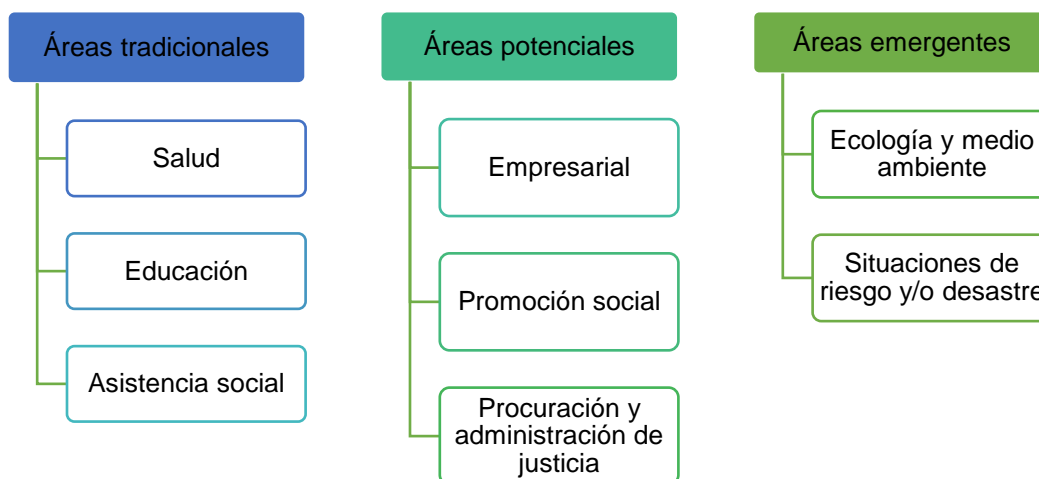 Áreas tradicionales
Salud
Educación
Asistencia social
Áreas potenciales
Empresarial
Promoción social
Procuración y
administración de
justicia
Áreas emergentes
Ecología y medio
ambiente
Situaciones de
riesgo y/o desastre